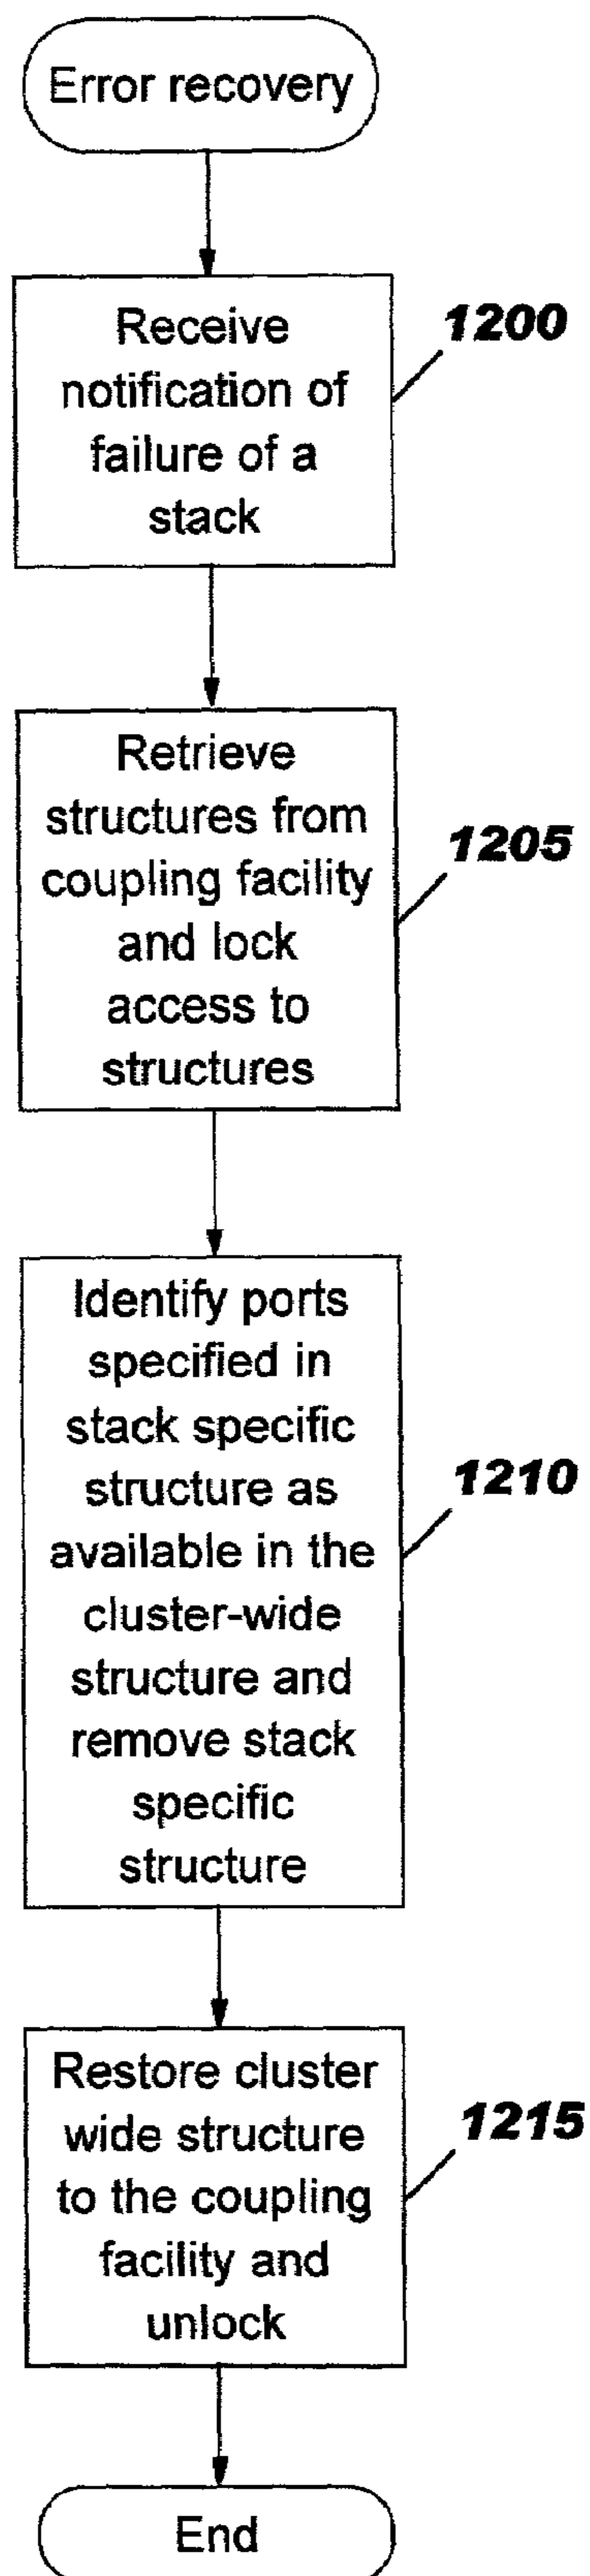 Error recovery
Receive
notification of
failure of a
stack
1200
Retrieve
structures from
coupling facility
and lock
access to
structures
1205
Identify ports
specified in
stack specific
structure as
available in the
cluster-wide
structure and
remove stack
specific
structure
1210
Restore cluster
wide structure
to the coupling
facility and
unlock
1215
End